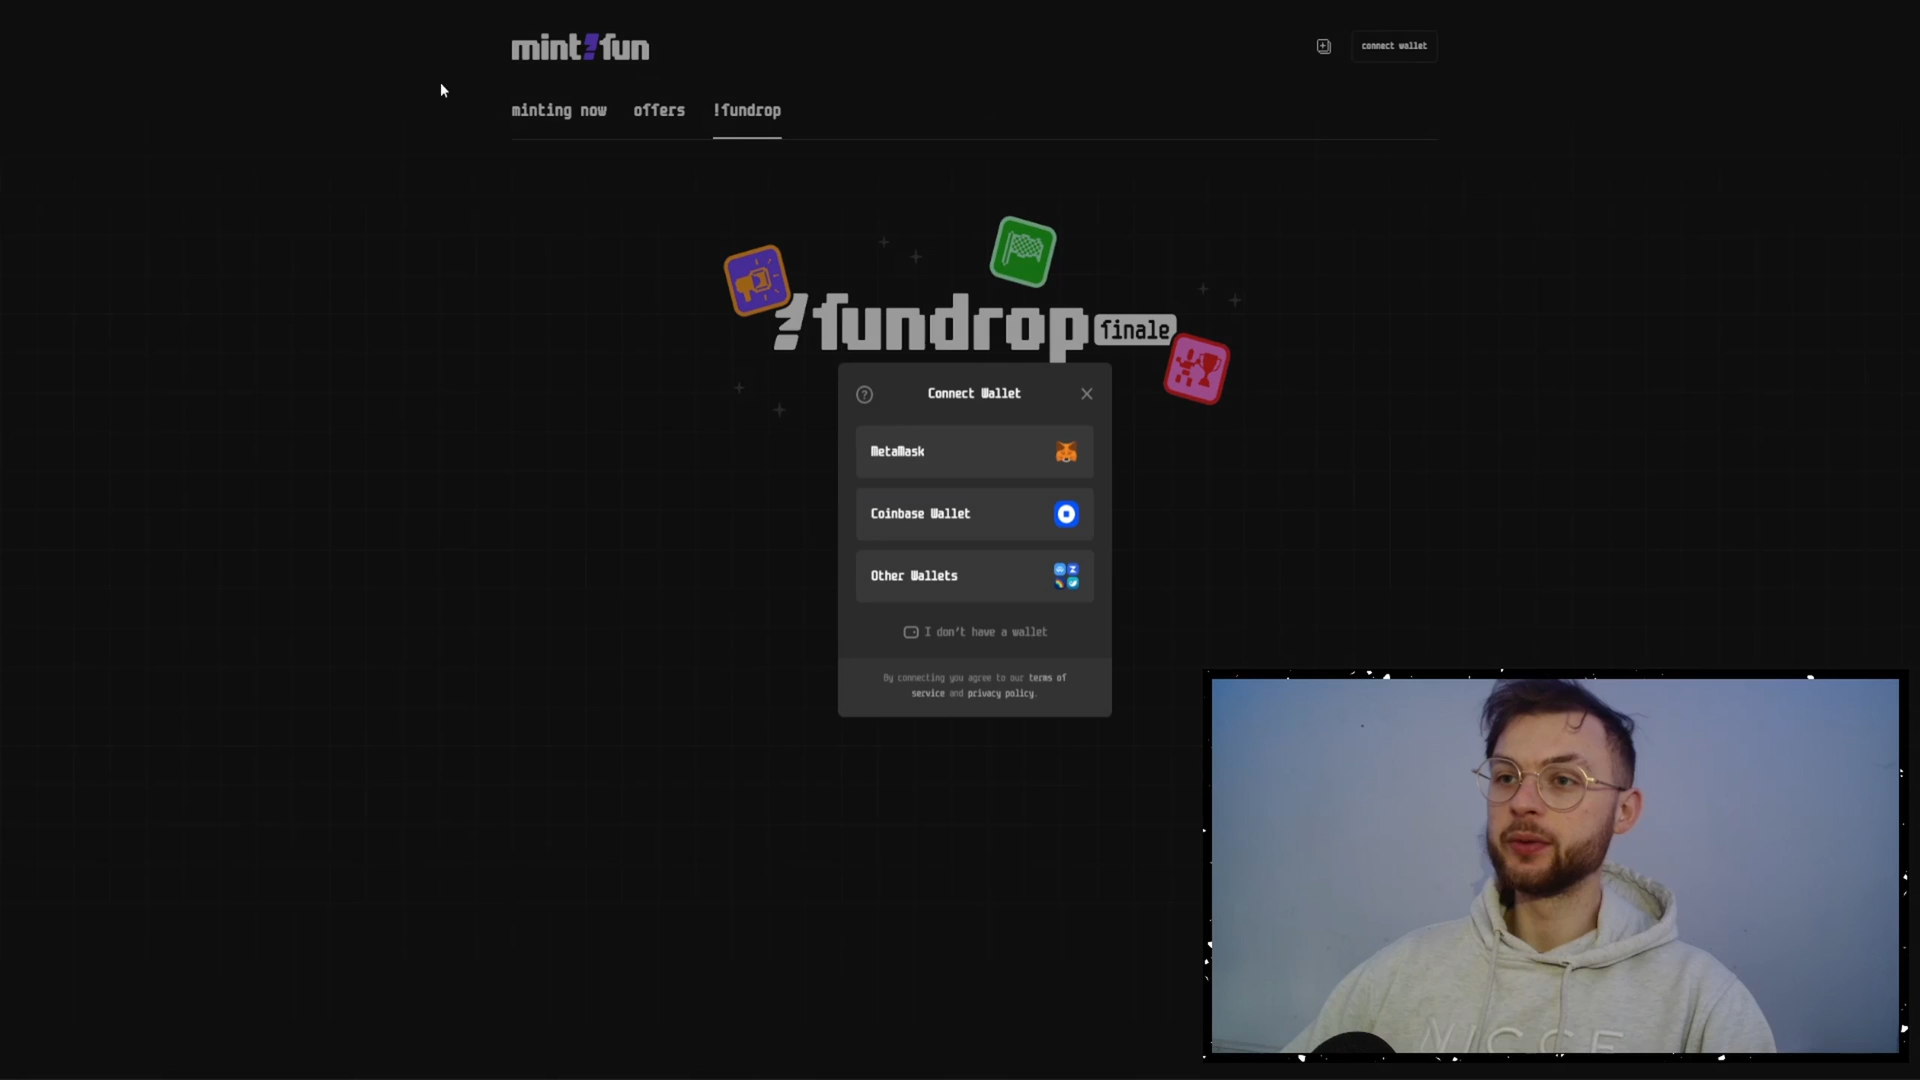 mint!fun
connect wallet
minting now offers !fundrop
!fundrop finale
Connect Wallet
MetaMask
Coinbase Wallet
Other Wallets
I don't have a wallet
By connecting you agree to our terms of
service and privacy policy.
NICCE